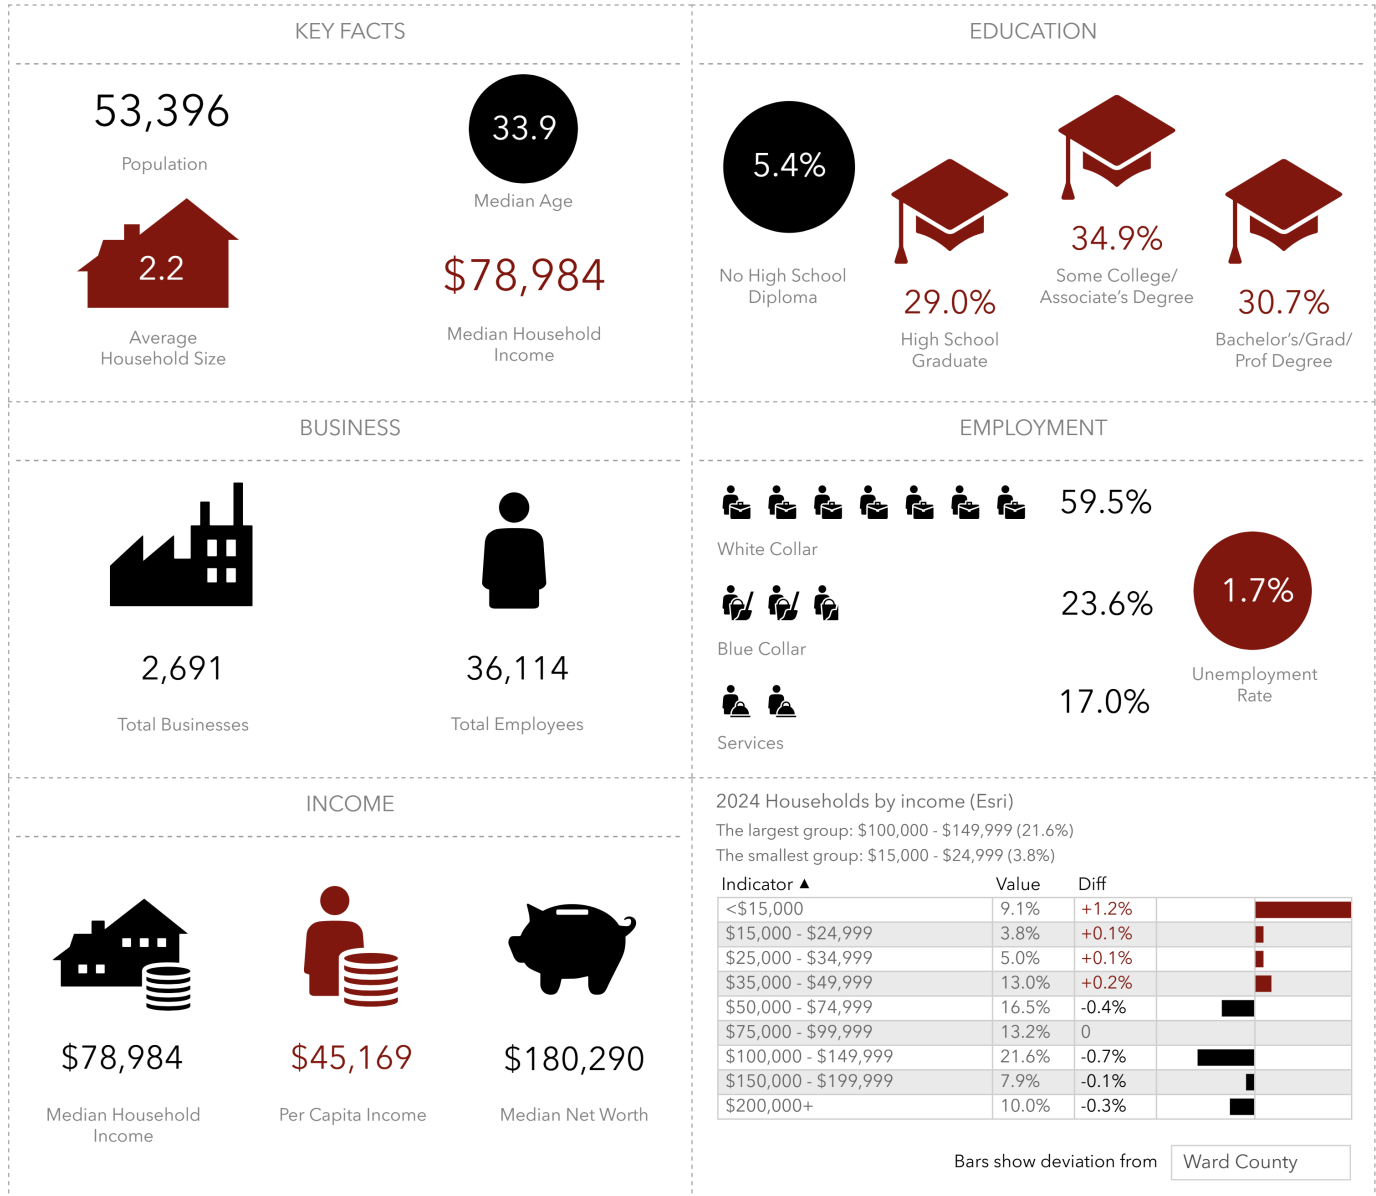 KEY FACTS
53,396
Population
33.9
Median Age
2.2
Average
Household Size
$78,984
Median Household
Income
EDUCATION
5.4%
No High School
Diploma
29.0%
High School
Graduate
34.9%
Some College/
Associate's Degree
30.7%
Bachelor's/Grad/
Prof Degree
BUSINESS
2,691
Total Businesses
36,114
Total Employees
EMPLOYMENT
59.5%
White Collar
23.6%
Blue Collar
17.0%
Services
1.7%
Unemployment
Rate
INCOME
$78,984
Median Household
Income
$45,169
Per Capita Income
$180,290
Median Net Worth
2024 Households by income (Esri)
The largest group: $100,000 - $149,999 (21.6%)
The smallest group: $15,000 - $24,999 (3.8%)
Indicator ▲ Value Diff
<$15,000 9.1% +1.2%
$15,000 - $24,999 3.8% +0.1%
$25,000 - $34,999 5.0% +0.1%
$35,000 - $49,999 13.0% +0.2%
$50,000 - $74,999 16.5% -0.4%
$75,000 - $99,999 13.2% 0
$100,000 - $149,999 21.6% -0.7%
$150,000 - $199,999 7.9% -0.1%
$200,000+ 10.0% -0.3%
Bars show deviation from Ward County